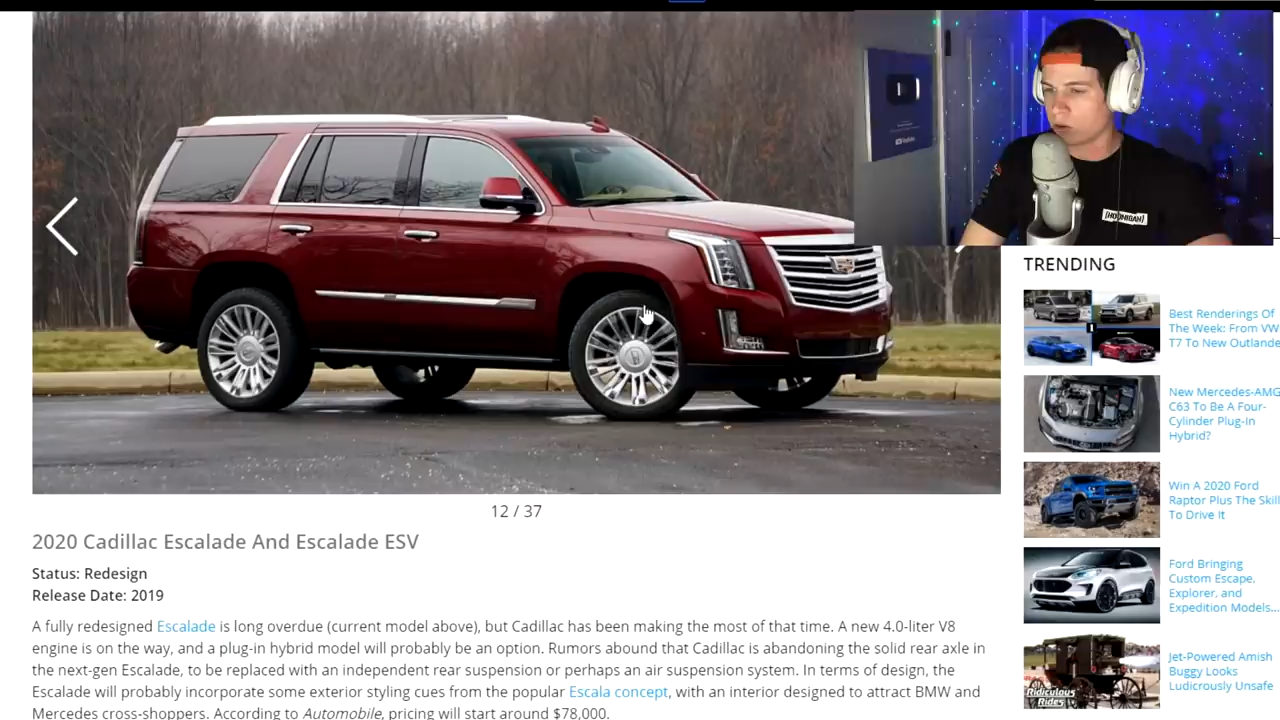 [HOONIGAN]
TRENDING
Best Renderings Of
The Week: From VW
T7 To New Outlande
New Mercedes-AMG
C63 To Be A Four-
Cylinder Plug-In
Hybrid?
Win A 2020 Ford
Raptor Plus The Skill
To Drive It
Ford Bringing
Custom Escape,
Explorer, and
Expedition Models...
Jet-Powered Amish
Buggy Looks
Ludicrously Unsafe
Ridiculous
Rides
12 / 37
2020 Cadillac Escalade And Escalade ESV
Status: Redesign
Release Date: 2019
A fully redesigned Escalade is long overdue (current model above), but Cadillac has been making the most of that time. A new 4.0-liter V8
engine is on the way, and a plug-in hybrid model will probably be an option. Rumors abound that Cadillac is abandoning the solid rear axle in
the next-gen Escalade, to be replaced with an independent rear suspension or perhaps an air suspension system. In terms of design, the
Escalade will probably incorporate some exterior styling cues from the popular Escala concept, with an interior designed to attract BMW and
Mercedes cross-shoppers. According to Automobile, pricing will start around $78,000.